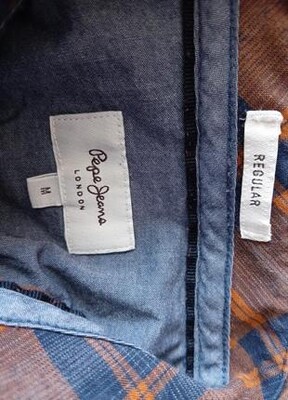 Pepe Jeans
LONDON
M
REGULAR